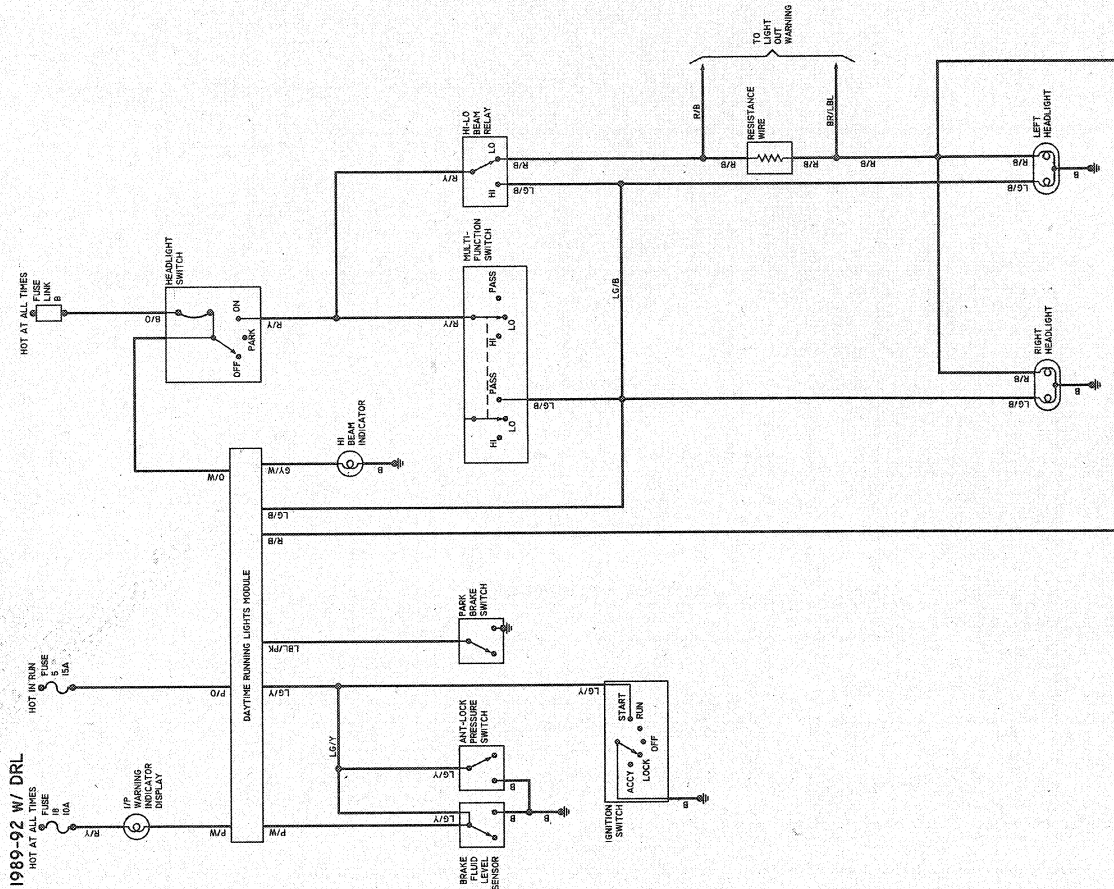 1989-92 W/ DRL
HOT AT ALL TIMES
FUSE
18
10A
R/Y
I/P
WARNING
INDICATOR
DISPLAY
P/W
HOT IN RUN
FUSE
5
15A
P/O
DAYTIME RUNNING LIGHTS MODULE
P/W
LG/Y
LBL/PK
R/B
LG/B
GY/W
O/W
HI
BEAM
INDICATOR
B
HOT AT ALL TIMES
FUSE
LINK
B
B/O
HEADLIGHT
SWITCH
OFF
PARK
ON
R/Y
BRAKE
FLUID
LEVEL
SENSOR
LG/Y
B
B
LG/Y
ANT-LOCK
PRESSURE
SWITCH
LG/Y
B
PARK
BRAKE
SWITCH
IGNITION
SWITCH
LG/Y
ACCY
LOCK
OFF
RUN
START
B
MULTI-
FUNCTION
SWITCH
R/Y
HI
LO
PASS
HI
LO
PASS
LG/B
HI-LO
BEAM
RELAY
R/Y
HI
LO
LG/B
R/B
LG/B
R/B
RESISTANCE
WIRE
R/B
R/B
BR/LBL
R/B
TO
LIGHT
OUT
WARNING
RIGHT
HEADLIGHT
LG/B
R/B
B
LEFT
HEADLIGHT
LG/B
R/B
B